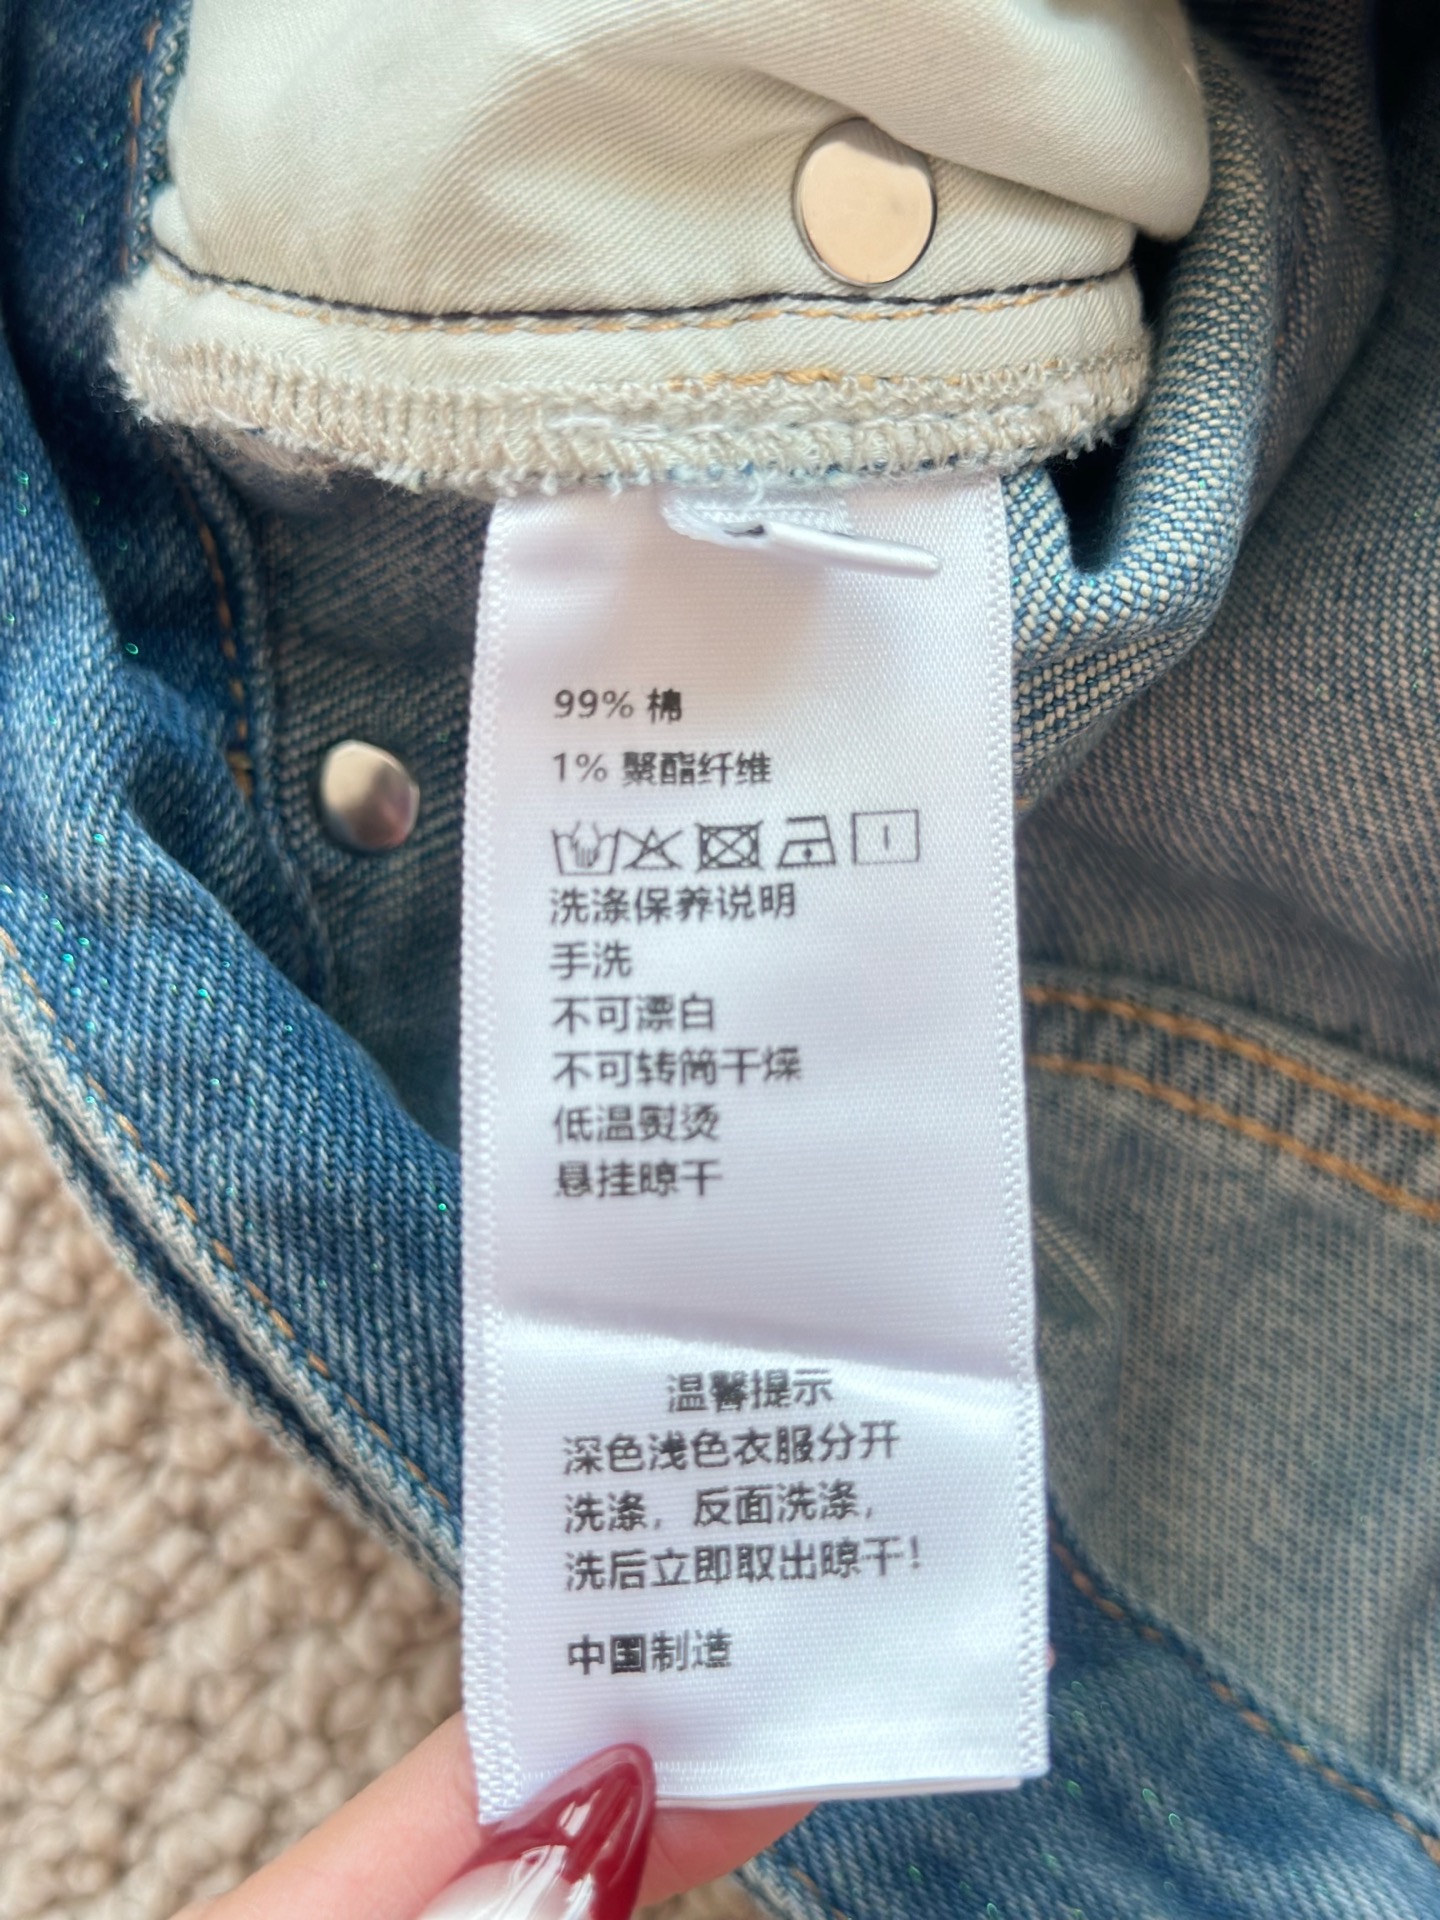 99% 棉
1% 聚酯纤维
洗涤保养说明
手洗
不可漂白
不可转筒干燥
低温熨烫
悬挂晾干
温馨提示
深色浅色衣服分开
洗涤，反面洗涤，
洗后立即取出晾干！
中国制造